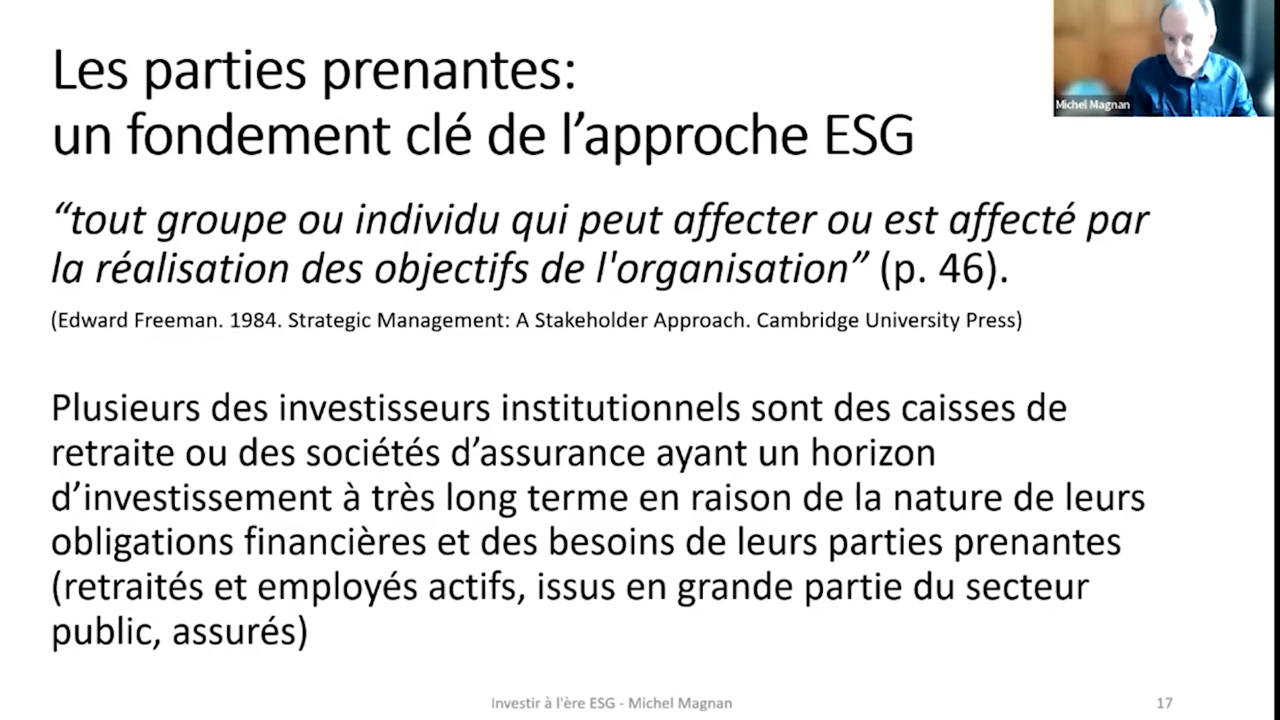 Les parties prenantes:
un fondement clé de l’approche ESG
Michel Magnan
“tout groupe ou individu qui peut affecter ou est affecté par
la réalisation des objectifs de l'organisation” (p. 46).
(Edward Freeman. 1984. Strategic Management: A Stakeholder Approach. Cambridge University Press)
Plusieurs des investisseurs institutionnels sont des caisses de
retraite ou des sociétés d’assurance ayant un horizon
d’investissement à très long terme en raison de la nature de leurs
obligations financières et des besoins de leurs parties prenantes
(retraités et employés actifs, issus en grande partie du secteur
public, assurés)
Investir à l'ère ESG - Michel Magnan
17